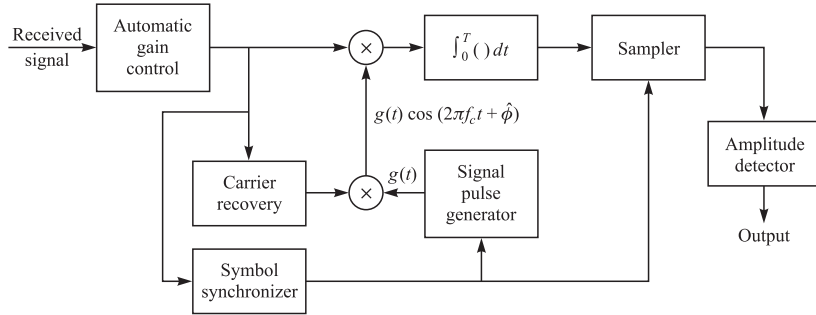 Received
signal
Automatic
gain
control
×
∫₀ᵀ ( ) dt
Sampler
g(t) cos (2πf_c t + φ̂)
Amplitude
detector
Carrier
recovery
×
g(t)
Signal
pulse
generator
Output
Symbol
synchronizer